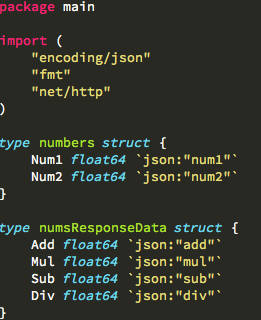 package main
import (
"encoding/json"
"fmt"
"net/http"
)
type numbers struct {
Num1 float64 `json:"num1"`
Num2 float64 `json:"num2"`
}
type numsResponseData struct {
Add float64 `json:"add"`
Mul float64 `json:"mul"`
Sub float64 `json:"sub"`
Div float64 `json:"div"`
}